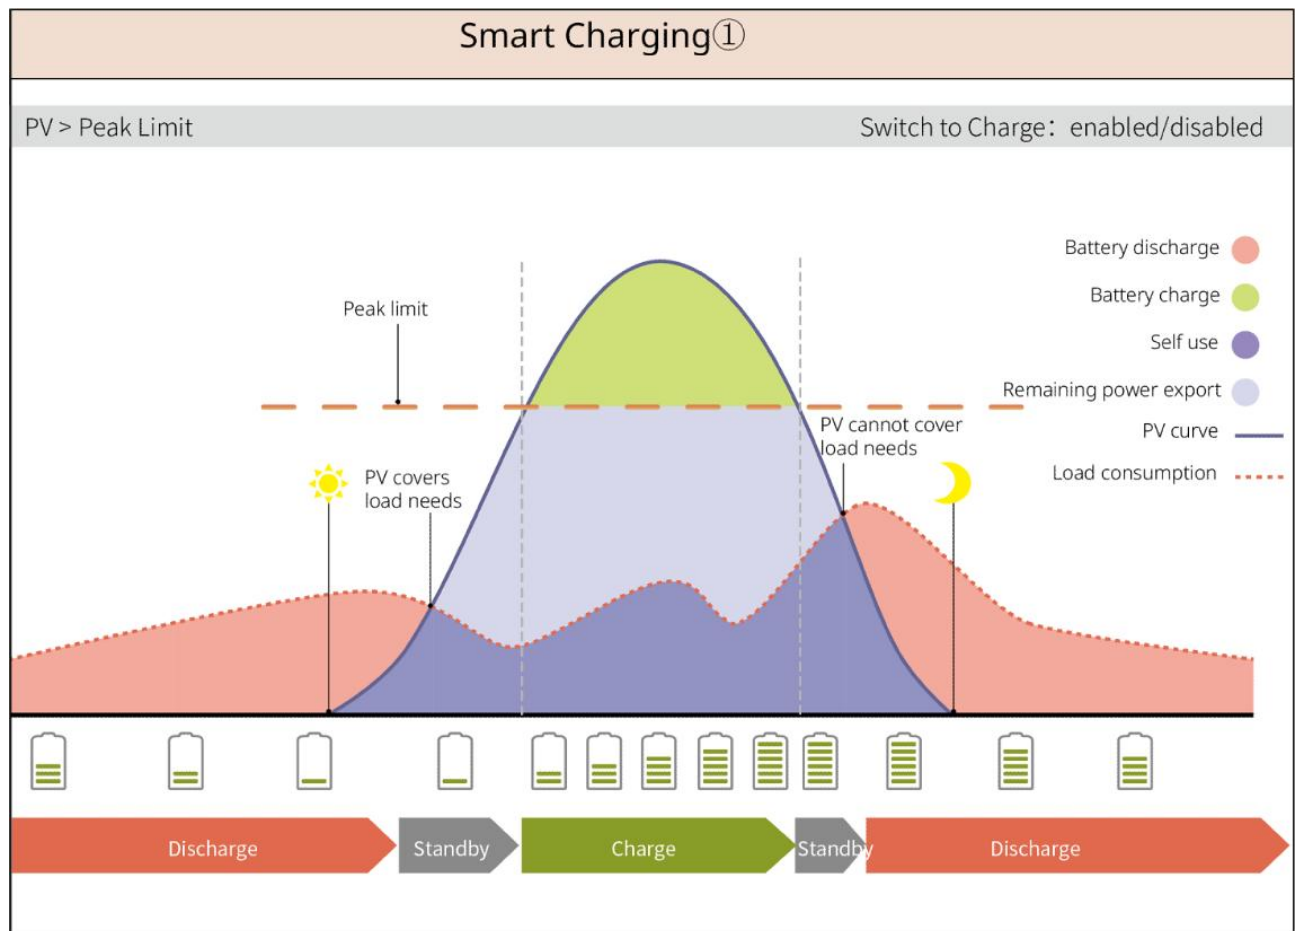 Smart Charging①
PV > Peak Limit
Switch to Charge：enabled/disabled
Battery discharge
Battery charge
Self use
Remaining power export
PV curve
Load consumption
Peak limit
PV covers
load needs
PV cannot cover
load needs
Discharge
Standby
Charge
Standby
Discharge